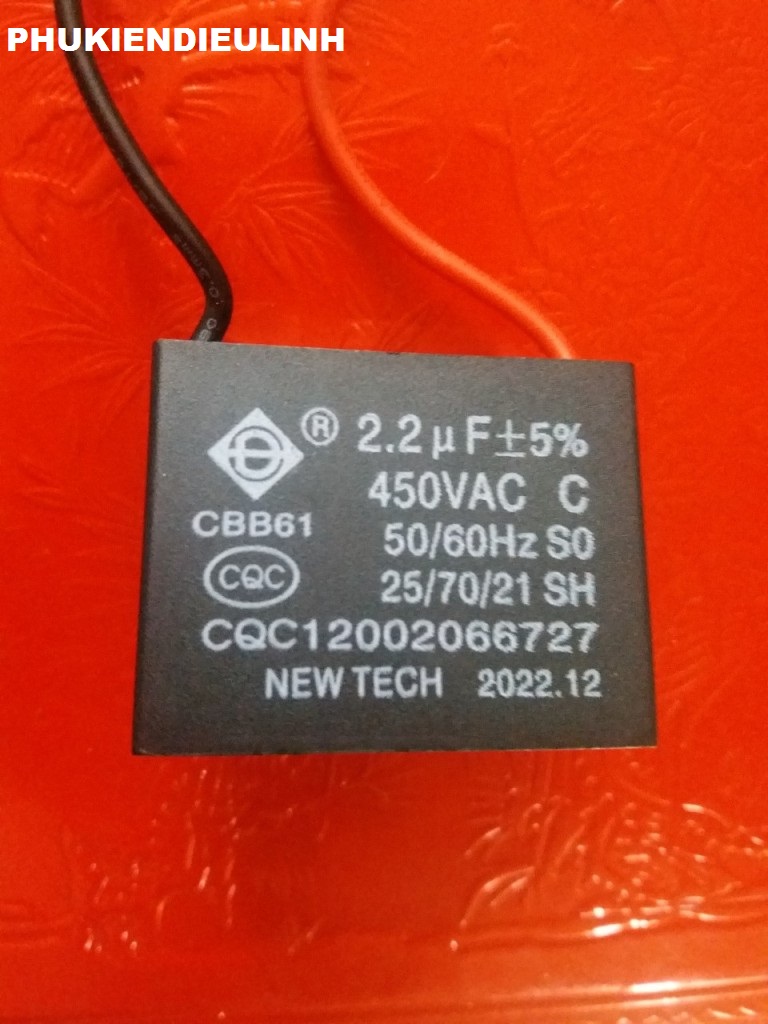 PHUKIENDIEULINH
® 2.2μF±5%
450VAC C
CBB61
50/60Hz S0
CQC
25/70/21 SH
CQC12002066727
NEW TECH 2022.12